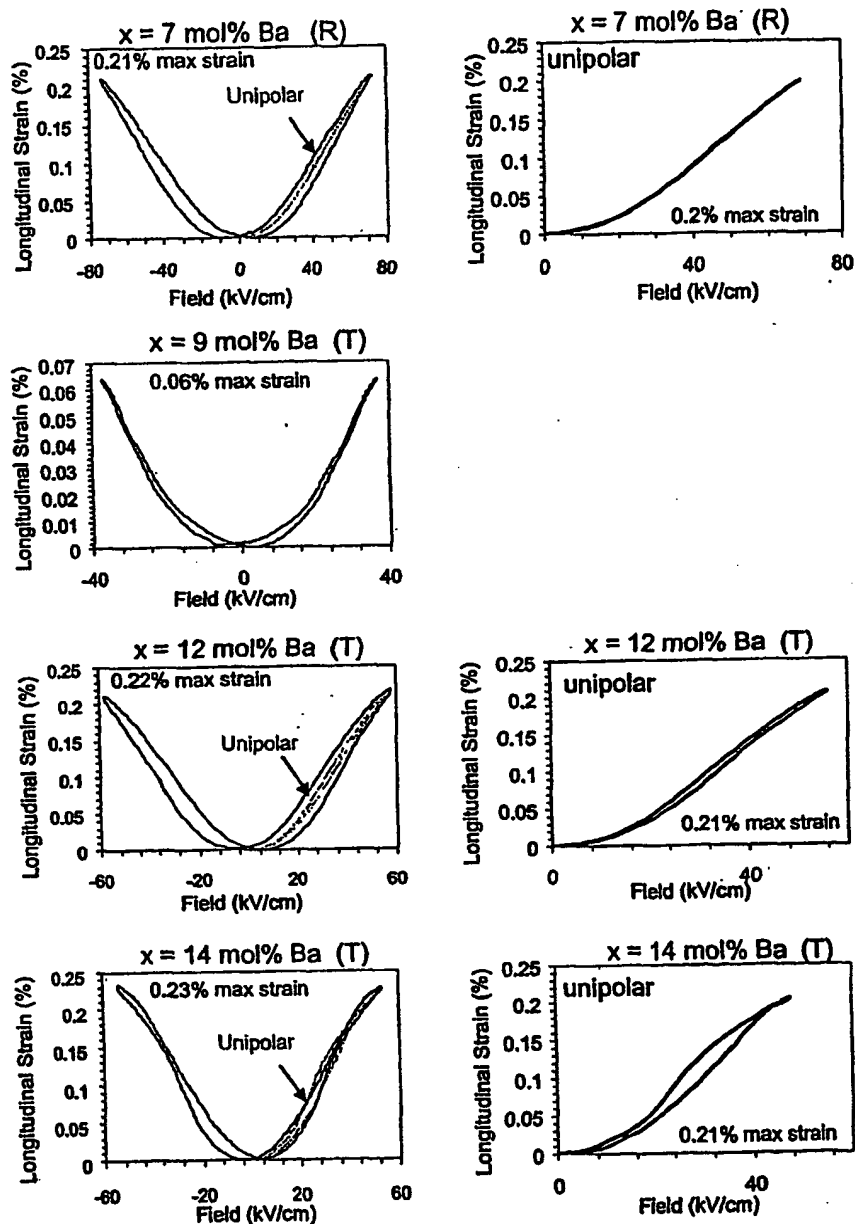 x = 7 mol% Ba (R)
0.21% max strain
Unipolar
Longitudinal Strain (%)
0.25
0.2
0.15
0.1
0.05
0
-80
-40
0
40
80
Field (kV/cm)
x = 7 mol% Ba (R)
unipolar
0.2% max strain
Longitudinal Strain (%)
0.25
0.2
0.15
0.1
0.05
0
0
40
80
Field (kV/cm)
x = 9 mol% Ba (T)
0.06% max strain
Longitudinal Strain (%)
0.07
0.06
0.05
0.04
0.03
0.02
0.01
0
-40
0
40
Field (kV/cm)
x = 12 mol% Ba (T)
0.22% max strain
Unipolar
Longitudinal Strain (%)
0.25
0.2
0.15
0.1
0.05
0
-60
-20
20
60
Field (kV/cm)
x = 12 mol% Ba (T)
unipolar
0.21% max strain
Longitudinal Strain (%)
0.25
0.2
0.15
0.1
0.05
0
0
40
Field (kV/cm)
x = 14 mol% Ba (T)
0.23% max strain
Unipolar
Longitudinal Strain (%)
0.25
0.2
0.15
0.1
0.05
0
-60
-20
20
60
Field (kV/cm)
x = 14 mol% Ba (T)
unipolar
0.21% max strain
Longitudinal Strain (%)
0.25
0.2
0.15
0.1
0.05
0
0
40
Field (kV/cm)